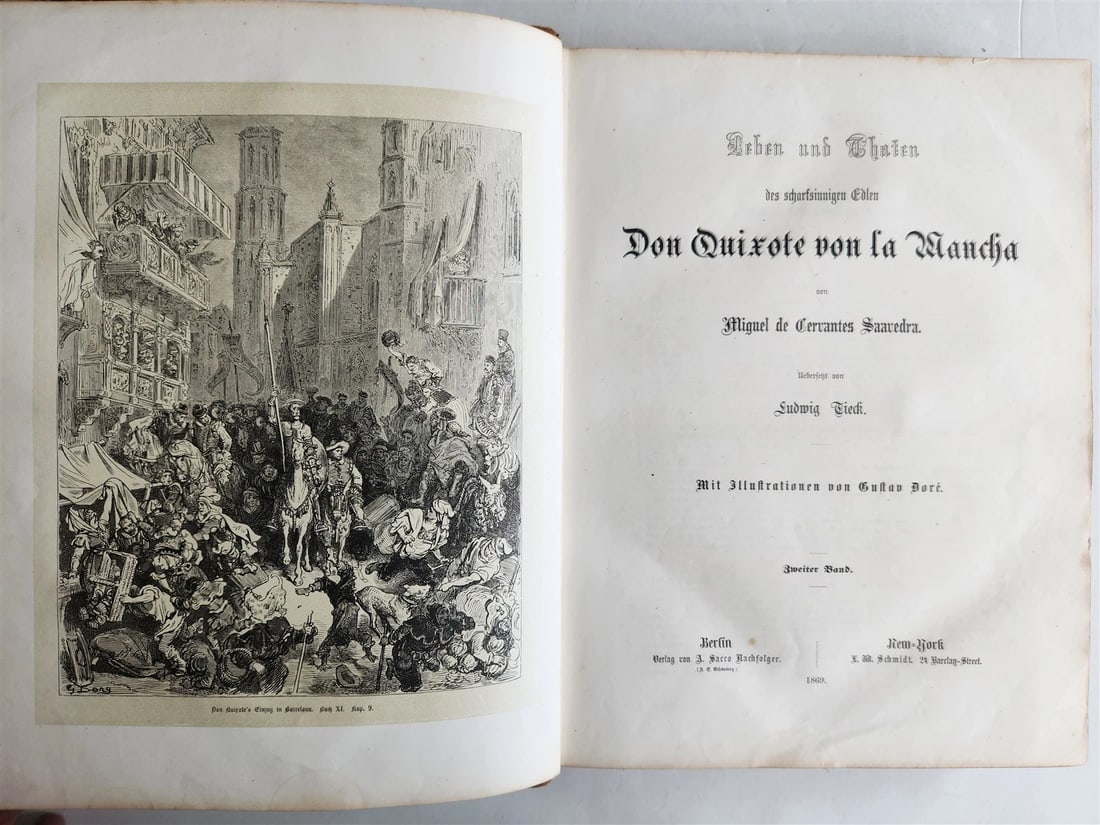 G Doré
Don Quixote's Einzug in Barcelona. Buch XI. Kap. 9.
Leben und Thaten
des scharfsinnigen Edlen
Don Quixote von la Mancha
von
Miguel de Cervantes Saavedra.
Uebersetzt von
Ludwig Tieck.
Mit Illustrationen von Gustav Doré.
Zweiter Band.
Berlin
Verlag von A. Sacco Nachfolger.
New-York
Schmidt, 24 Barclay-Street.
1869.